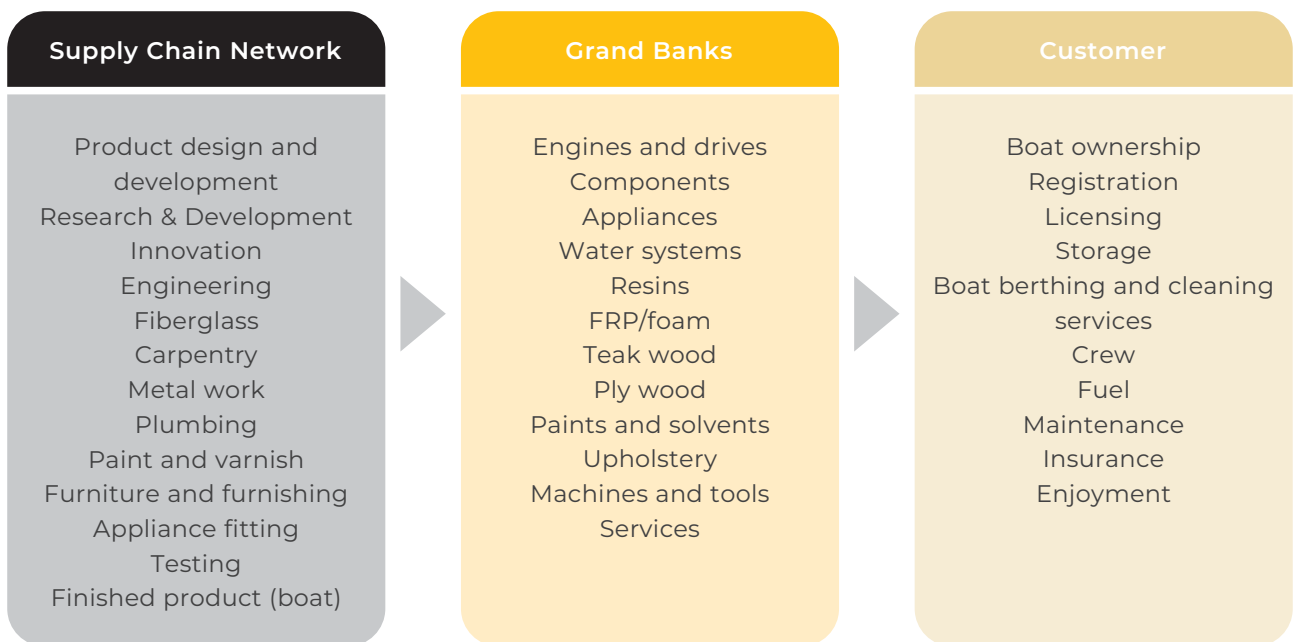 Supply Chain Network
Product design and
development
Research & Development
Innovation
Engineering
Fiberglass
Carpentry
Metal work
Plumbing
Paint and varnish
Furniture and furnishing
Appliance fitting
Testing
Finished product (boat)
Grand Banks
Engines and drives
Components
Appliances
Water systems
Resins
FRP/foam
Teak wood
Ply wood
Paints and solvents
Upholstery
Machines and tools
Services
Customer
Boat ownership
Registration
Licensing
Storage
Boat berthing and cleaning
services
Crew
Fuel
Maintenance
Insurance
Enjoyment